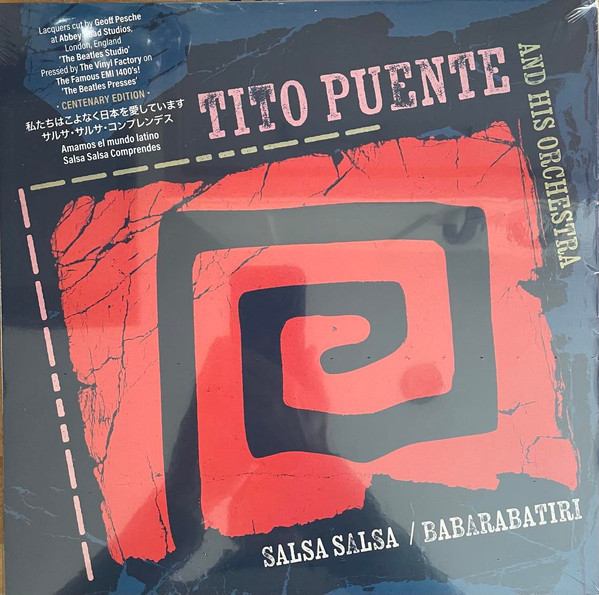 Lacquers cut by Geoff Pesche
at Abbey Road Studios,
London, England
'The Beatles Studio'
Pressed by The Vinyl Factory on
The Famous EMI 1400's!
'The Beatles Presses'
· CENTENARY EDITION ·
私たちはこよなく日本を愛しています
サルサ・サルサ・コンプレンデス
Amamos el mundo latino
Salsa Salsa Comprendes
TITO PUENTE
AND HIS ORCHESTRA
SALSA SALSA / BABARABATIRI